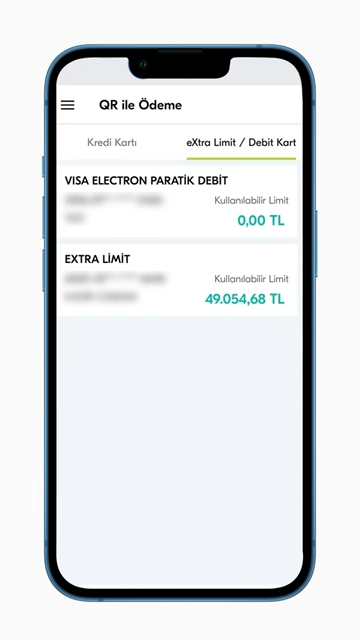 QR ile Ödeme
Kredi Kartı
eXtra Limit / Debit Kart
VISA ELECTRON PARATİK DEBİT
Kullanılabilir Limit
0,00 TL
EXTRA LİMİT
Kullanılabilir Limit
49.054,68 TL